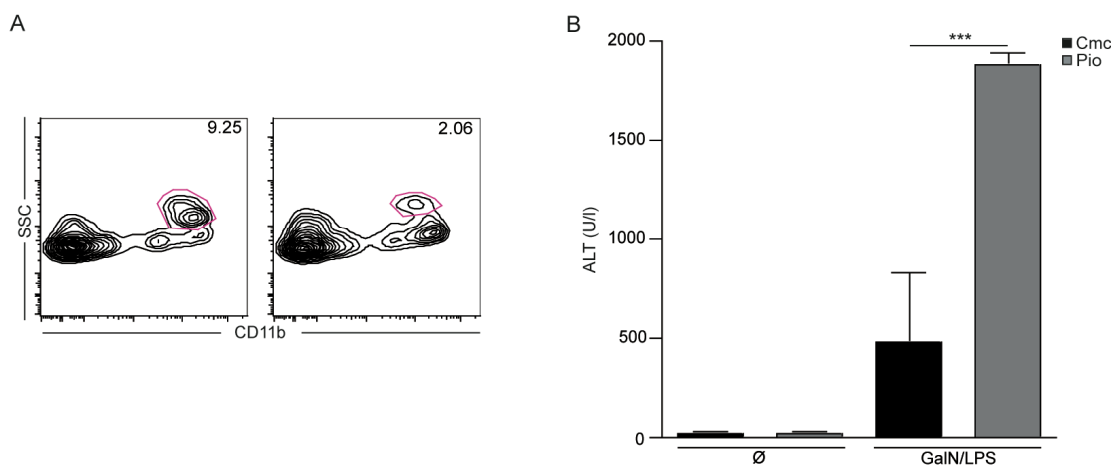 A
9.25
2.06
SSC
CD11b
B
2000
1500
1000
500
0
ALT (U/l)
***
Cmc
Pio
Ø
GalN/LPS